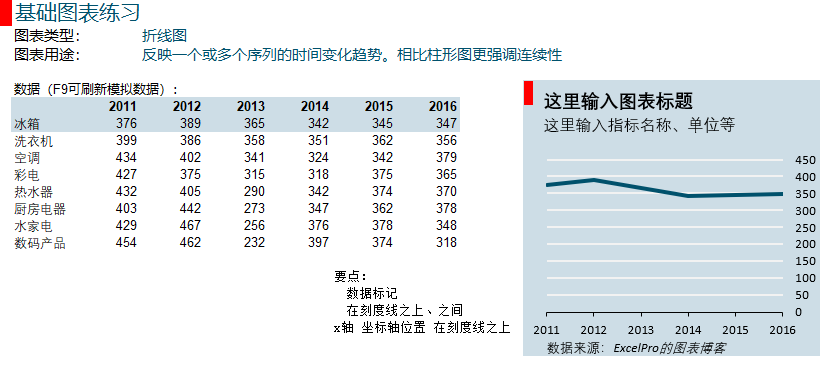 基础图表练习
图表类型： 折线图
图表用途： 反映一个或多个序列的时间变化趋势。相比柱形图更强调连续性
数据（F9可刷新模拟数据）：
2011 2012 2013 2014 2015 2016
冰箱 376 389 365 342 345 347
洗衣机 399 386 358 351 362 356
空调 434 402 341 324 342 379
彩电 427 375 315 318 375 365
热水器 432 405 290 342 374 370
厨房电器 403 442 273 347 362 378
水家电 429 467 256 376 378 348
数码产品 454 462 232 397 374 318
要点：
数据标记
在刻度线之上、之间
x轴 坐标轴位置 在刻度线之上
这里输入图表标题
这里输入指标名称、单位等
450
400
350
300
250
200
150
100
50
0
2011 2012 2013 2014 2015 2016
数据来源：ExcelPro的图表博客